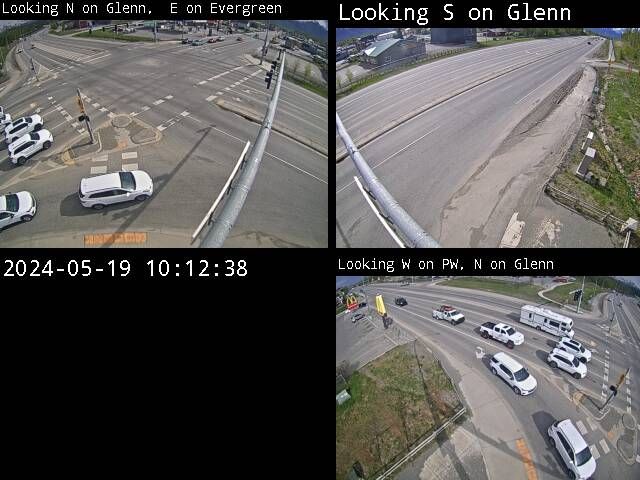 Looking N on Glenn, E on Evergreen
Looking S on Glenn
2024-05-19 10:12:38
Looking W on PW, N on Glenn